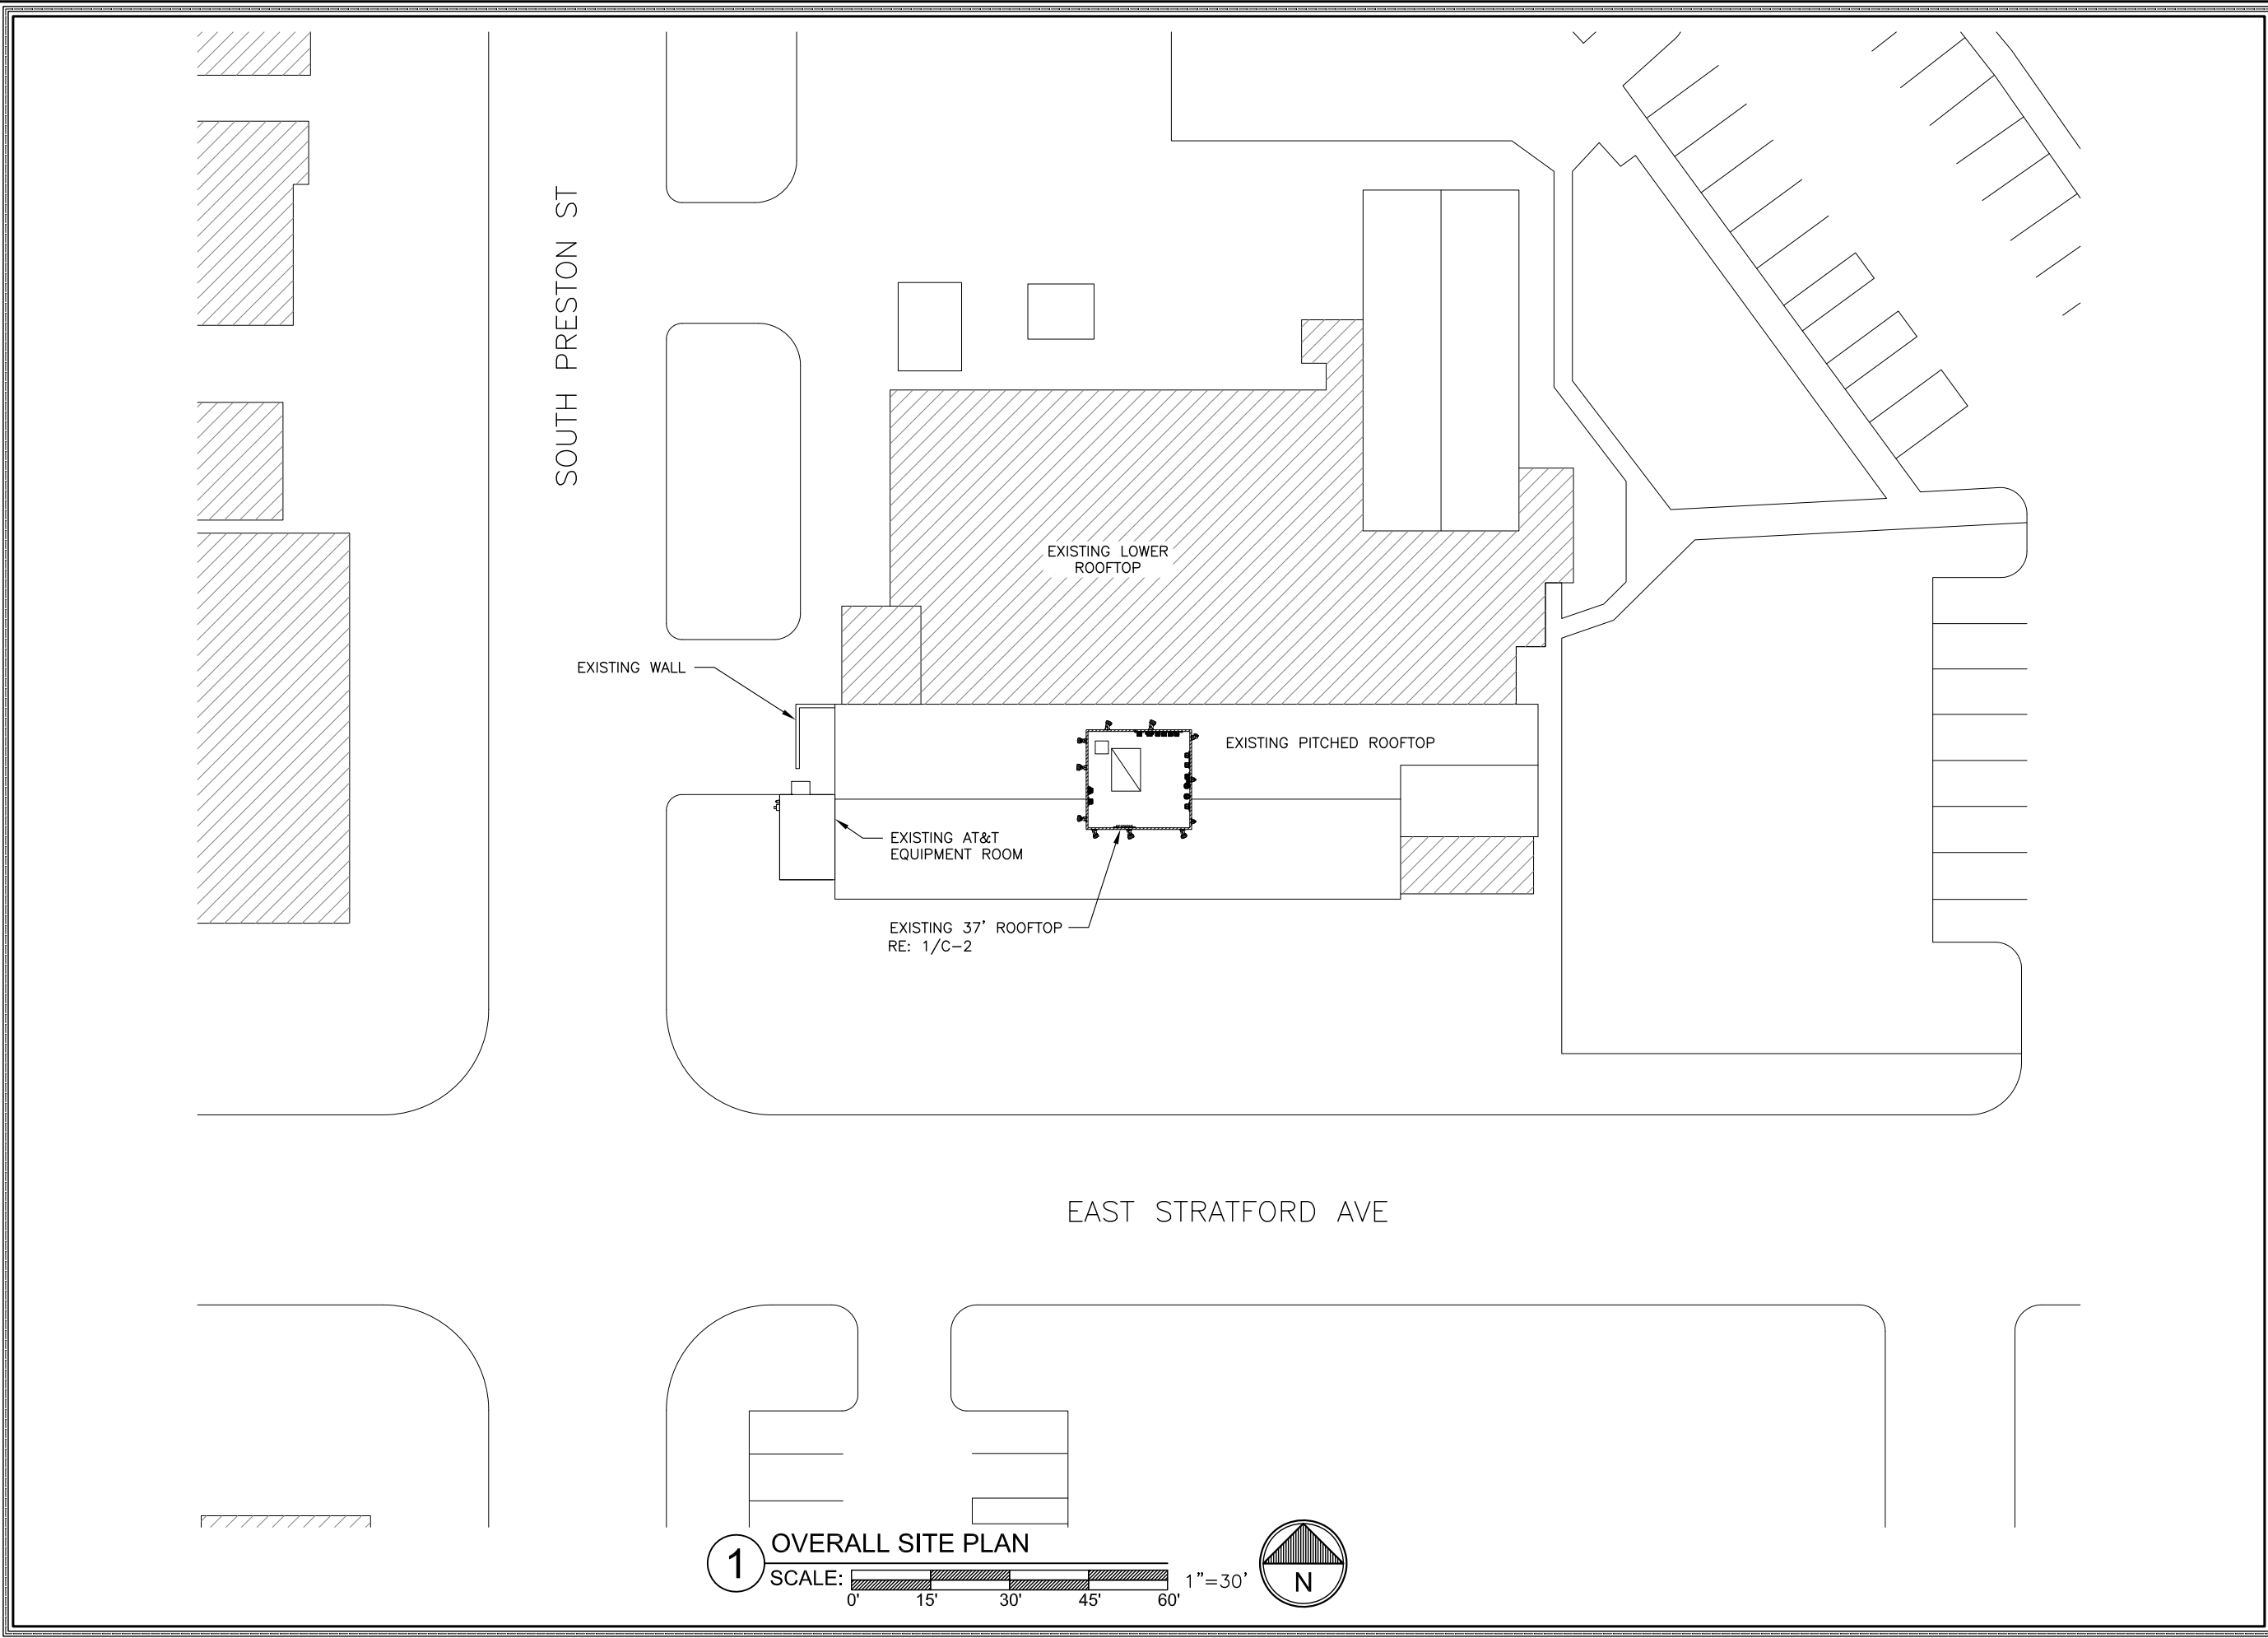 SOUTH PRESTON ST
EXISTING LOWER
ROOFTOP
EXISTING WALL
EXISTING PITCHED ROOFTOP
EXISTING AT&T
EQUIPMENT ROOM
EXISTING 37' ROOFTOP
RE: 1/C-2
EAST STRATFORD AVE
1
OVERALL SITE PLAN
SCALE:
1"=30'
0' 15' 30' 45' 60'
N